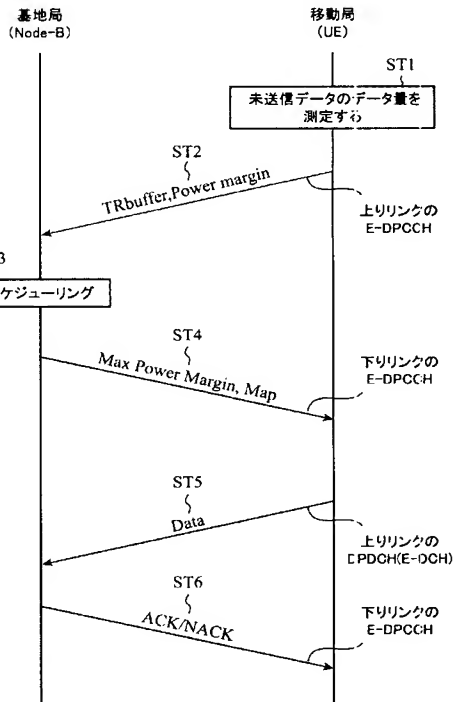 基地局
(Node-B)
移動局
(UE)
ST1
未送信データのデータ量を
測定する
ST2
TRbuffer,Power margin
上りリンクの
E-DPCCH
3
ケジューリング
ST4
Max Power Margin, Map
下りリンクの
E-DPCCH
ST5
Data
上りリンクの
DPDCH(E-DCH)
ST6
ACK/NACK
下りリンクの
E-DPCCH